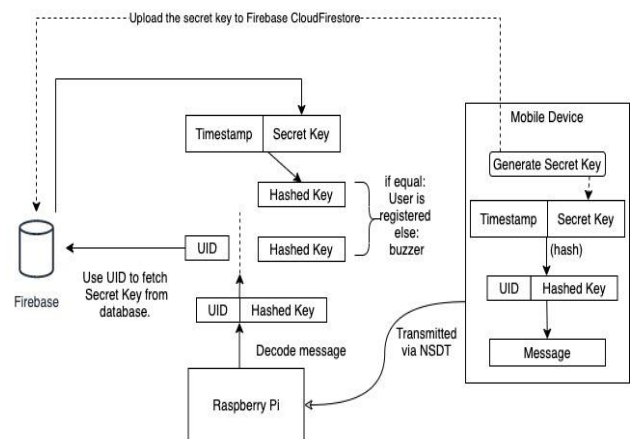 Upload the secret key to Firebase CloudFirestore
Mobile Device
Generate Secret Key
Timestamp
Secret Key
(hash)
UID
Hashed Key
Message
Timestamp
Secret Key
Hashed Key
if equal:
User is
registered
else:
buzzer
UID
Hashed Key
Firebase
Use UID to fetch
Secret Key from
database.
UID
Hashed Key
Decode message
Transmitted
via NSDT
Raspberry Pi